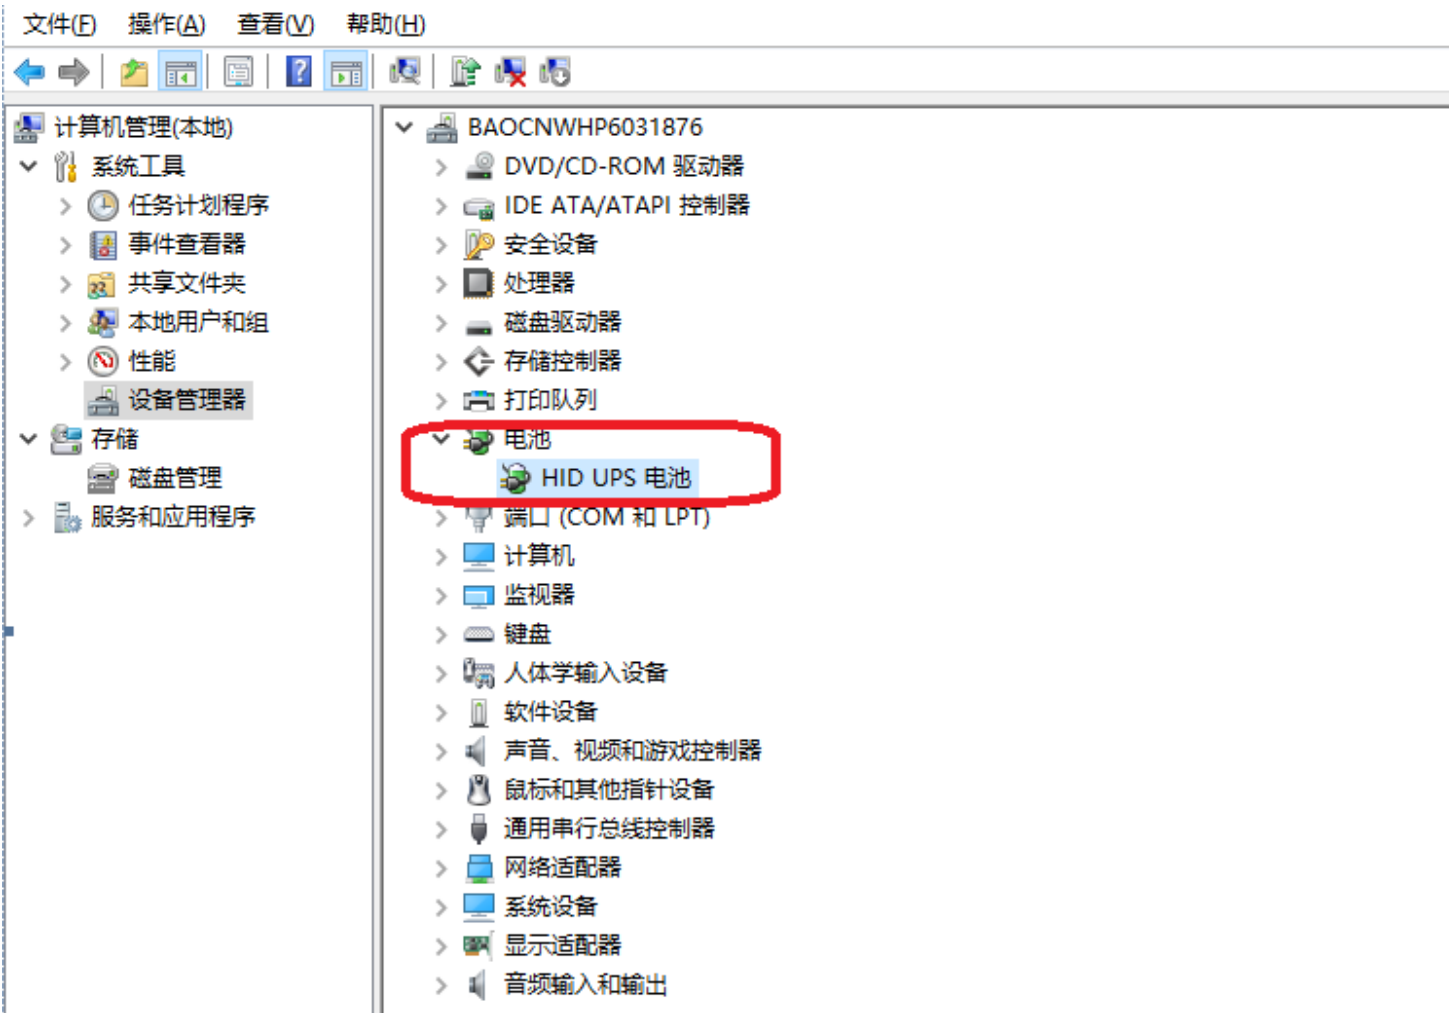 文件(F) 操作(A) 查看(V) 帮助(H)
计算机管理(本地)
系统工具
任务计划程序
事件查看器
共享文件夹
本地用户和组
性能
设备管理器
存储
磁盘管理
服务和应用程序
BAOCNWHP6031876
DVD/CD-ROM 驱动器
IDE ATA/ATAPI 控制器
安全设备
处理器
磁盘驱动器
存储控制器
打印队列
电池
HID UPS 电池
端口 (COM 和 LPT)
计算机
监视器
键盘
人体学输入设备
软件设备
声音、视频和游戏控制器
鼠标和其他指针设备
通用串行总线控制器
网络适配器
系统设备
显示适配器
音频输入和输出